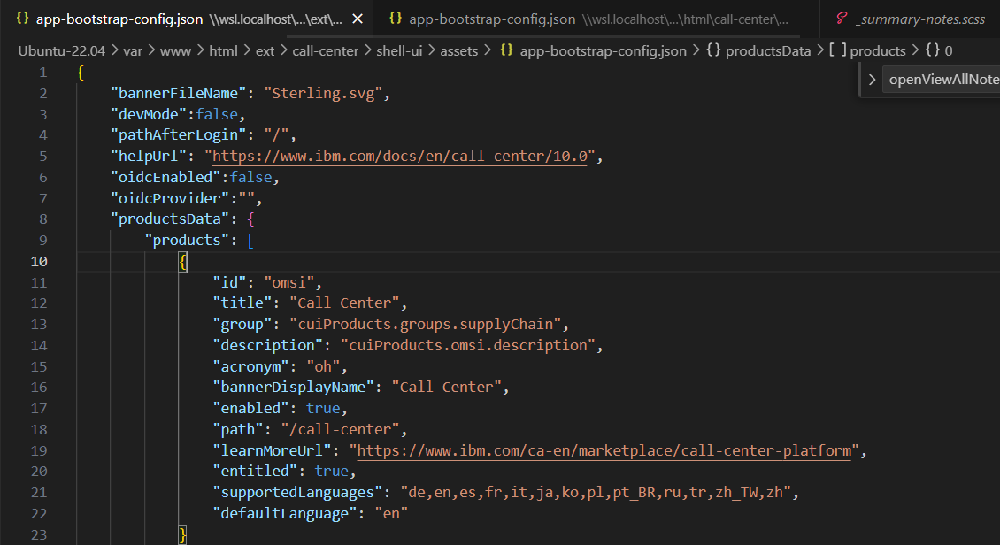 app-bootstrap-config.json \\wsl.localhost\...\ext\...
app-bootstrap-config.json \\wsl.localhost\...\html\call-center\...
_summary-notes.scss
Ubuntu-22.04 > var > www > html > ext > call-center > shell-ui > assets > {} app-bootstrap-config.json > {} productsData > [ ] products > {} 0
openViewAllNote
1 {
2 "bannerFileName": "Sterling.svg",
3 "devMode":false,
4 "pathAfterLogin": "/",
5 "helpUrl": "https://www.ibm.com/docs/en/call-center/10.0",
6 "oidcEnabled":false,
7 "oidcProvider":"",
8 "productsData": {
9 "products": [
10 {
11 "id": "omsi",
12 "title": "Call Center",
13 "group": "cuiProducts.groups.supplyChain",
14 "description": "cuiProducts.omsi.description",
15 "acronym": "oh",
16 "bannerDisplayName": "Call Center",
17 "enabled": true,
18 "path": "/call-center",
19 "learnMoreUrl": "https://www.ibm.com/ca-en/marketplace/call-center-platform",
20 "entitled": true,
21 "supportedLanguages": "de,en,es,fr,it,ja,ko,pl,pt_BR,ru,tr,zh_TW,zh",
22 "defaultLanguage": "en"
23 }